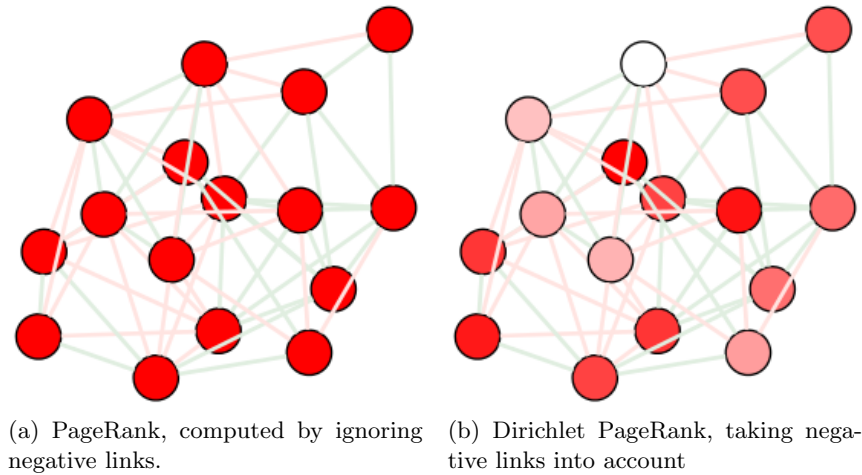 (a) PageRank, computed by ignoring
negative links.
(b) Dirichlet PageRank, taking nega-
tive links into account